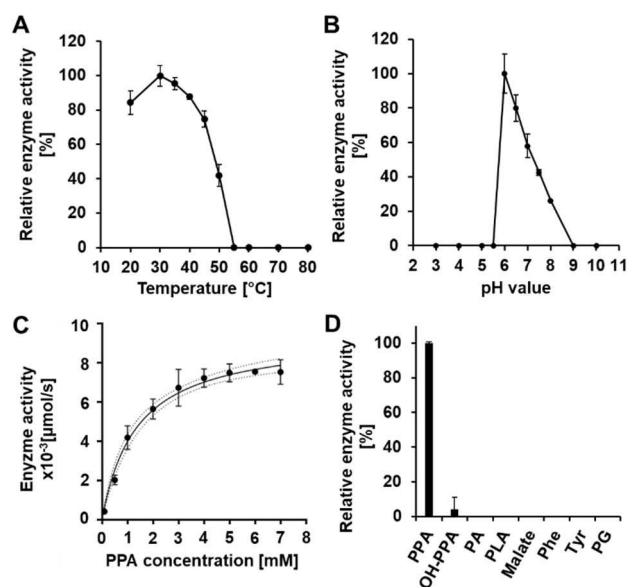 A
Relative enzyme activity
[%]
120
100
80
60
40
20
0
10 20 30 40 50 60 70 80
Temperature [°C]
B
Relative enzyme activity
[%]
120
100
80
60
40
20
0
2 3 4 5 6 7 8 9 10 11
pH value
C
Enyzme activity
x10-3[µmol/s]
10
8
6
4
2
0
0 1 2 3 4 5 6 7 8
PPA concentration [mM]
D
Relative enzyme activity
[%]
100
80
60
40
20
0
PPA
OH-PPA
PA
PLA
Malate
Phe
Tyr
PG